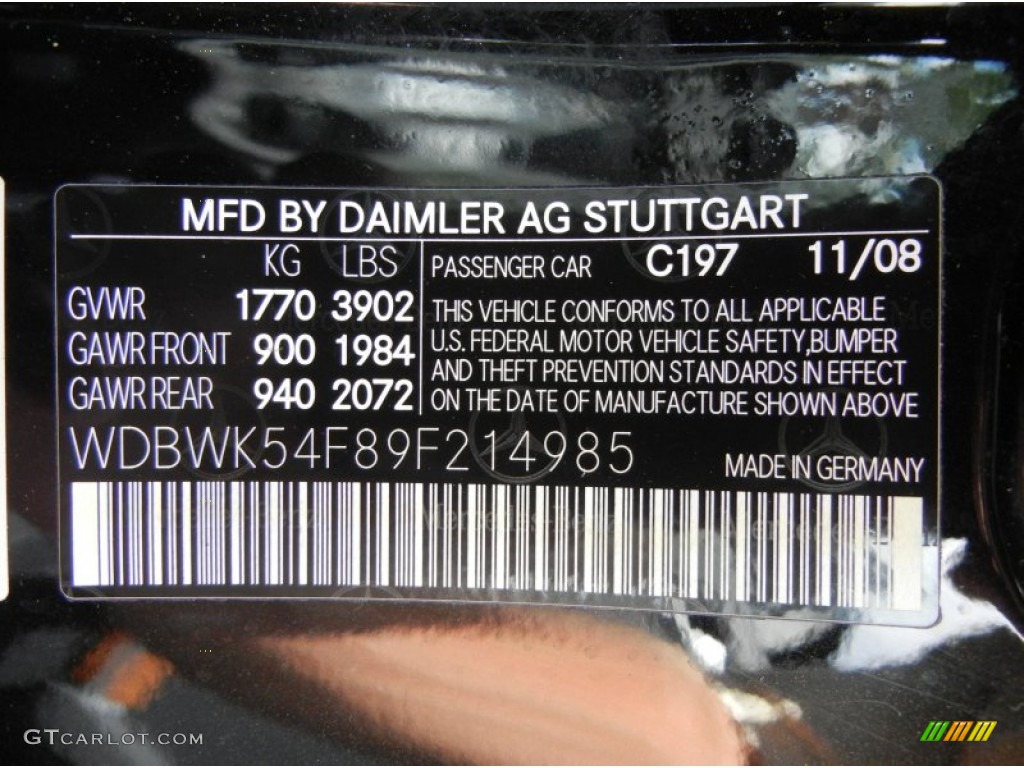 MFD BY DAIMLER AG STUTTGART
KG LBS
GVWR 1770 3902
GAWR FRONT 900 1984
GAWR REAR 940 2072
PASSENGER CAR C197 11/08
THIS VEHICLE CONFORMS TO ALL APPLICABLE
U.S. FEDERAL MOTOR VEHICLE SAFETY,BUMPER
AND THEFT PREVENTION STANDARDS IN EFFECT
ON THE DATE OF MANUFACTURE SHOWN ABOVE
WDBWK54F89F214985
MADE IN GERMANY
Mercedes-Benz
GTCARLOT.COM